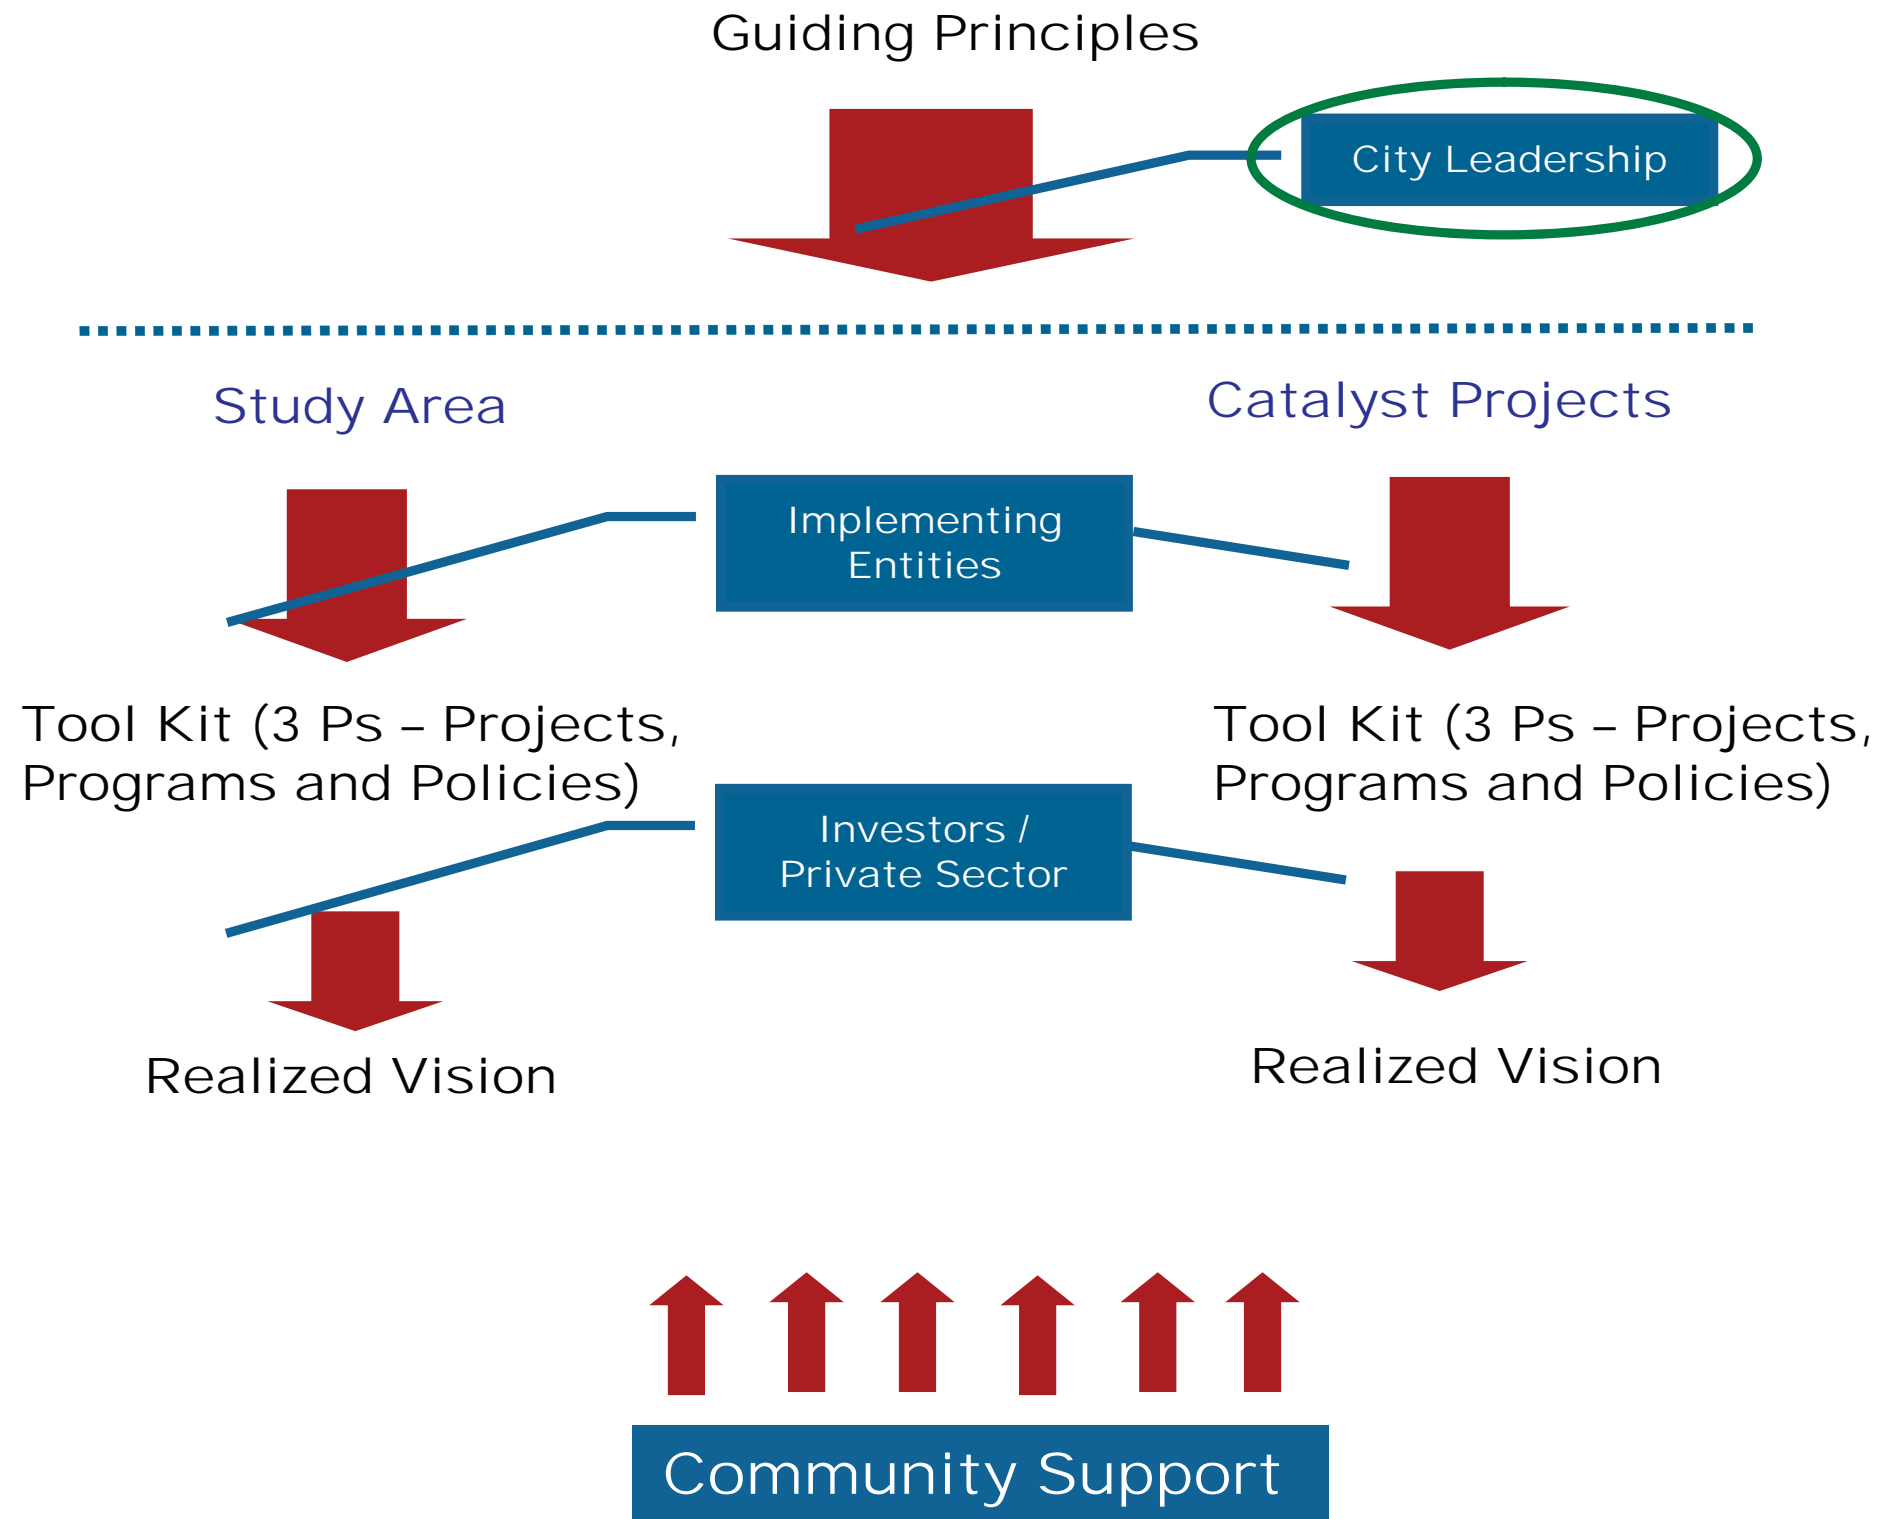 Guiding Principles
City Leadership
Study Area
Catalyst Projects
Implementing
Entities
Tool Kit (3 Ps – Projects,
Programs and Policies)
Tool Kit (3 Ps – Projects,
Programs and Policies)
Investors /
Private Sector
Realized Vision
Realized Vision
Community Support